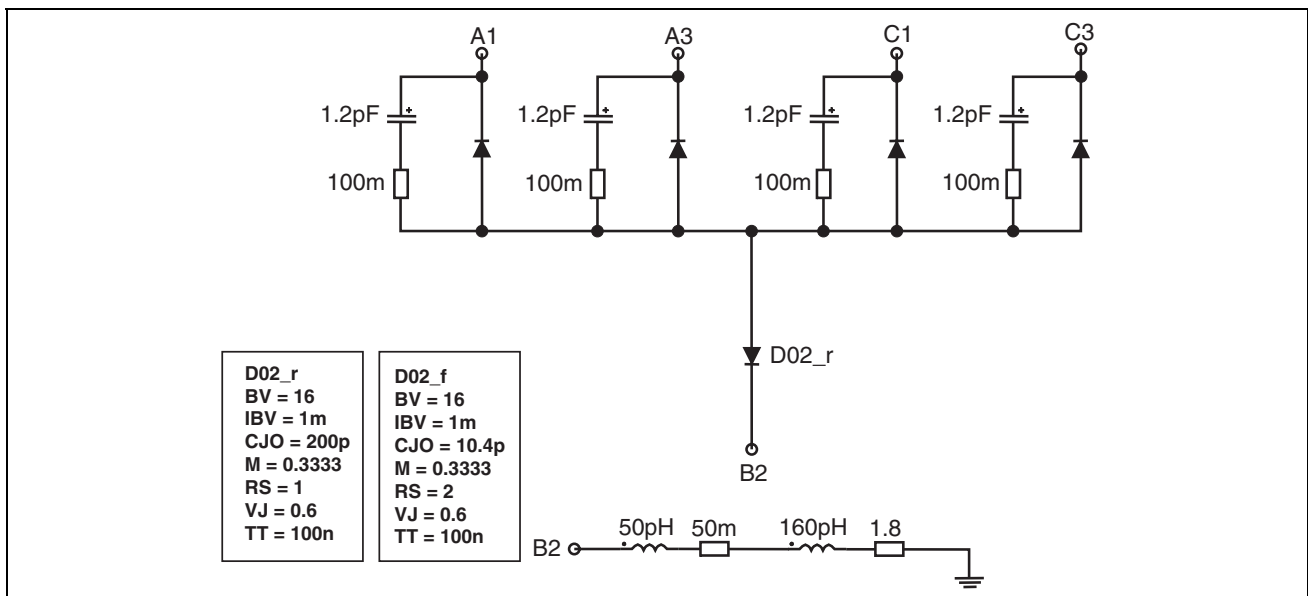 A1 A3 C1 C3
1.2pF 1.2pF 1.2pF 1.2pF
100m 100m 100m 100m
D02_r
B2
D02_r
BV = 16
IBV = 1m
CJO = 200p
M = 0.3333
RS = 1
VJ = 0.6
TT = 100n
D02_f
BV = 16
IBV = 1m
CJO = 10.4p
M = 0.3333
RS = 2
VJ = 0.6
TT = 100n
50pH 50m 160pH 1.8
B2